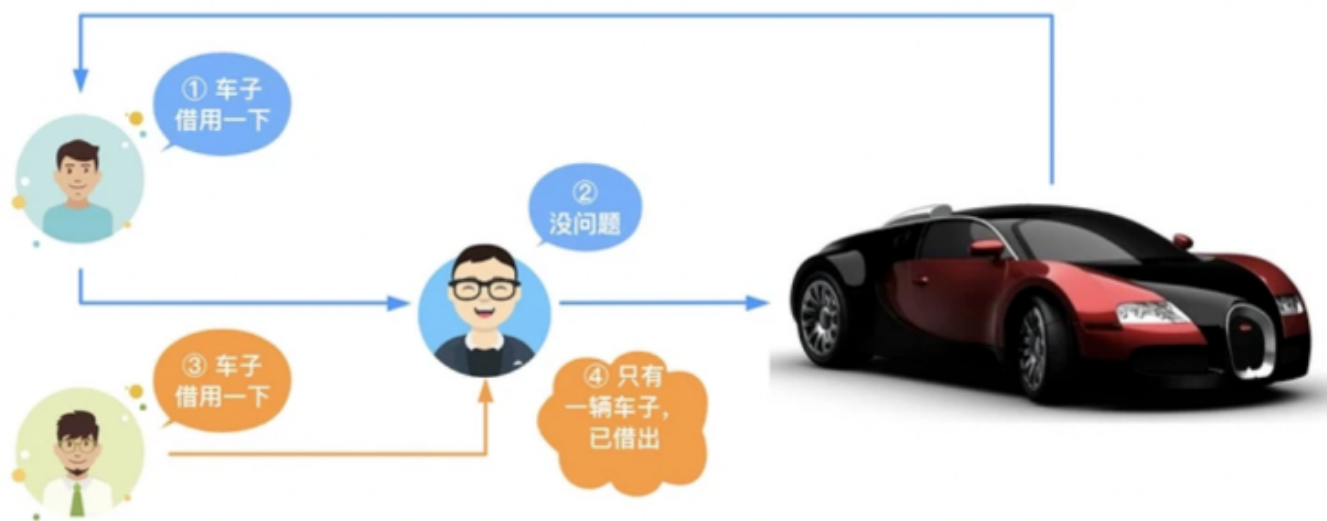 ① 车子
借用一下
②
没问题
③ 车子
借用一下
④ 只有
一辆车子，
已借出